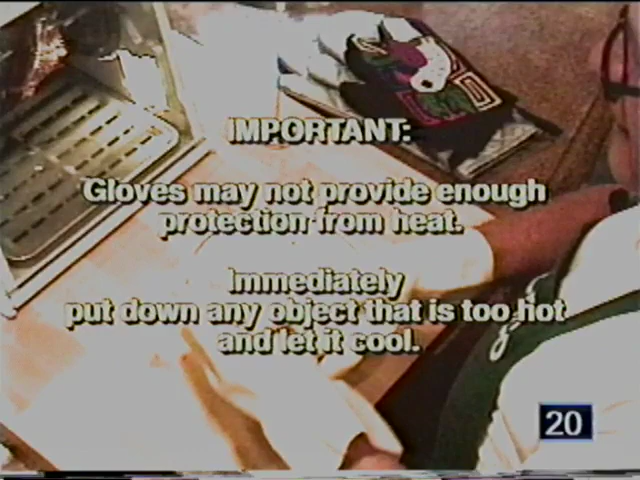 IMPORTANT:
Gloves may not provide enough
protection from heat.
Immediately
put down any object that is too hot
and let it cool.
20